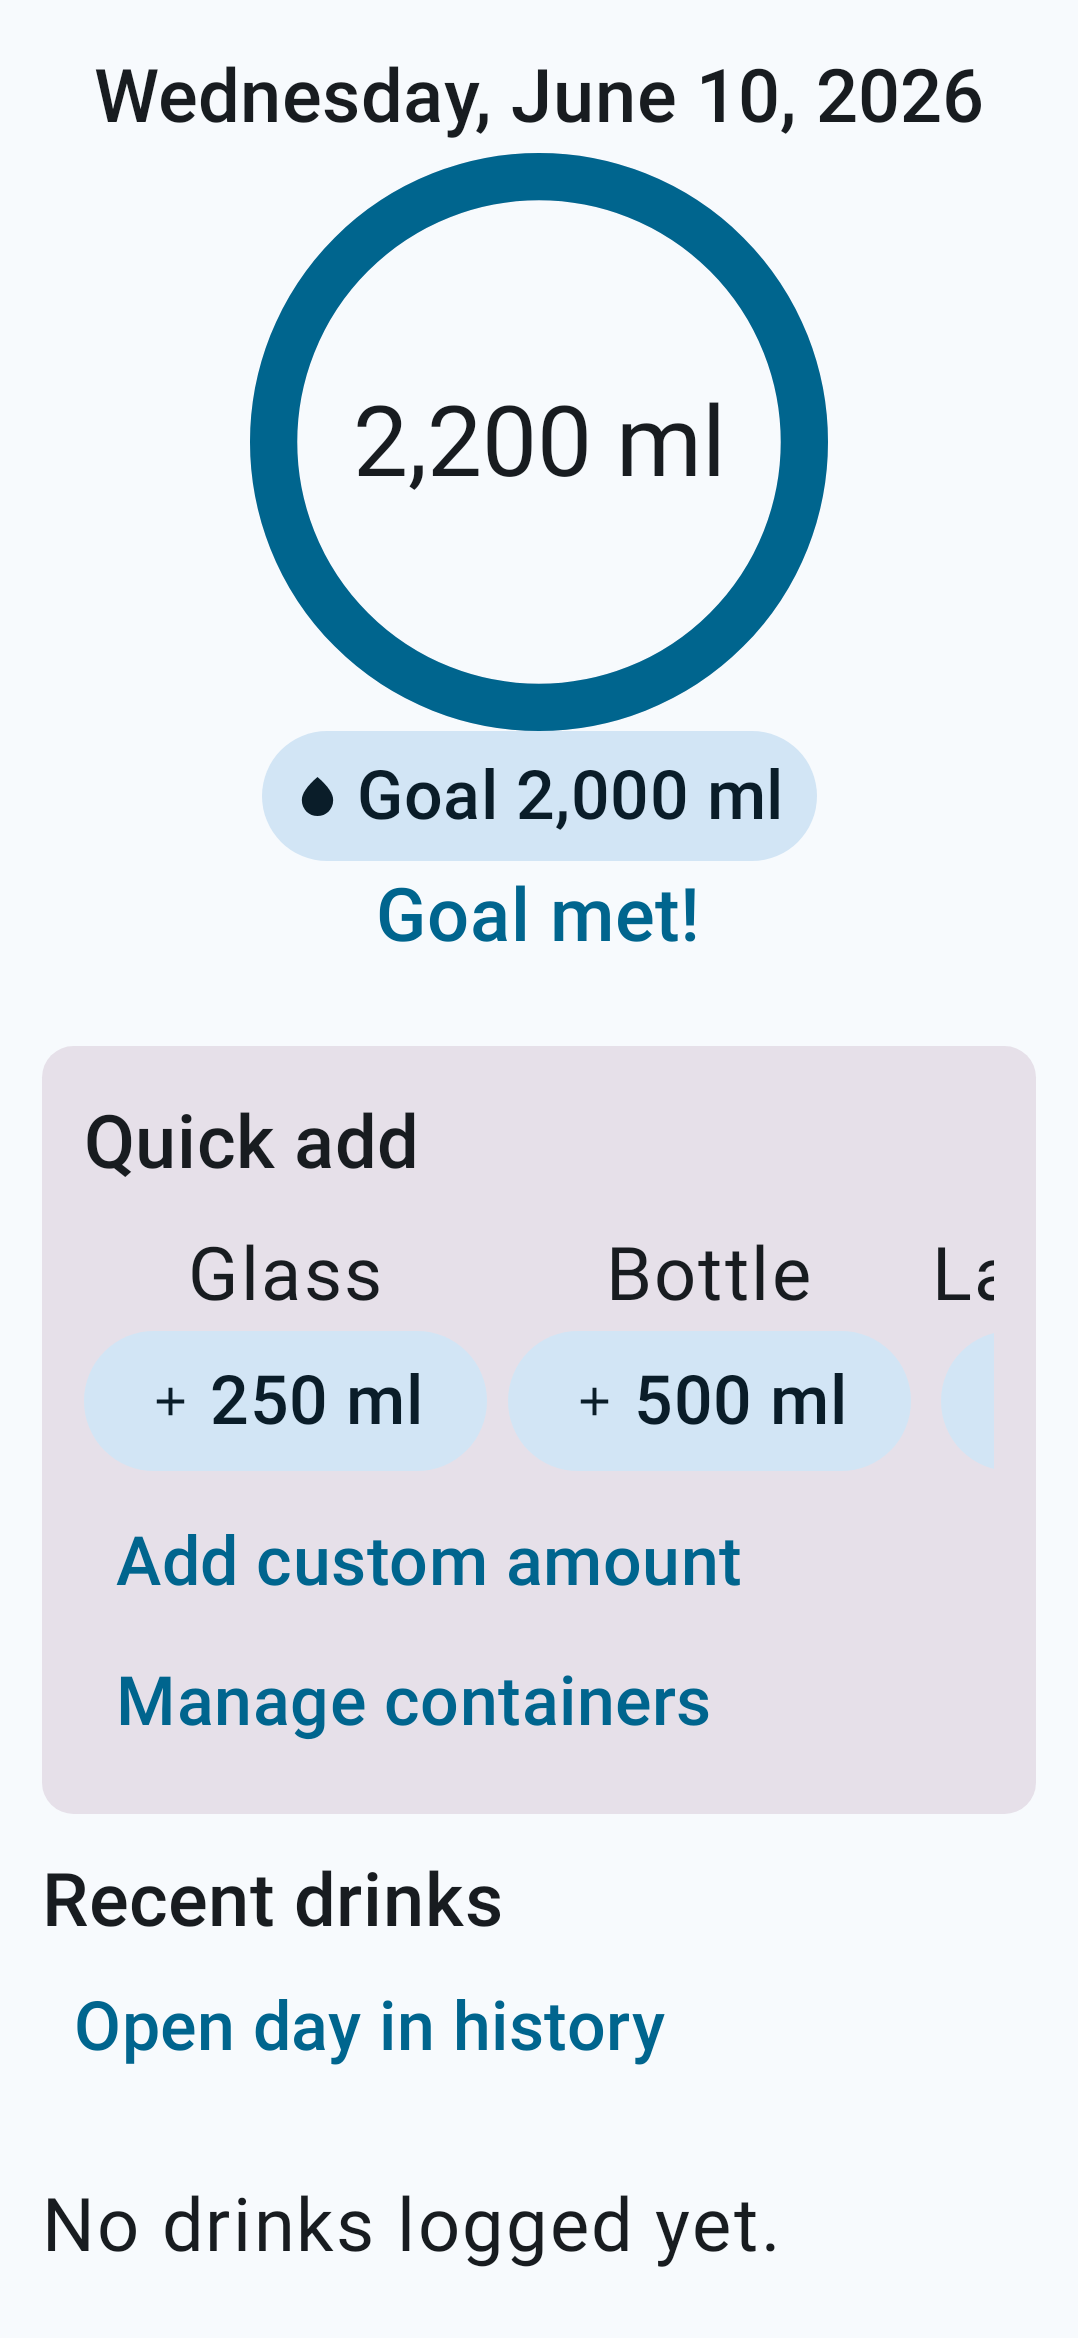 Wednesday, June 10, 2026
2,200 ml
Goal 2,000 ml
Goal met!
Quick add
Glass Bottle
+ 250 ml + 500 ml
Add custom amount
Manage containers
Recent drinks
Open day in history
No drinks logged yet.